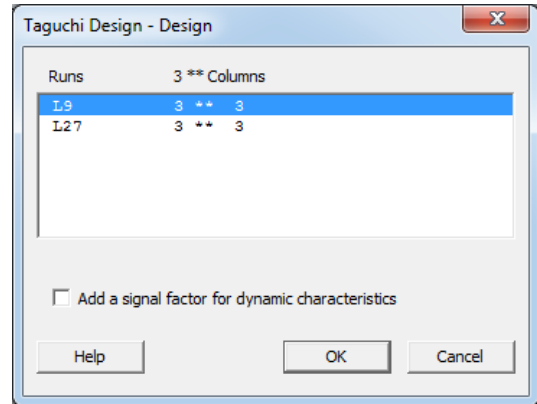 Taguchi Design - Design
Runs 3 ** Columns
L9 3 ** 3
L27 3 ** 3
Add a signal factor for dynamic characteristics
Help OK Cancel